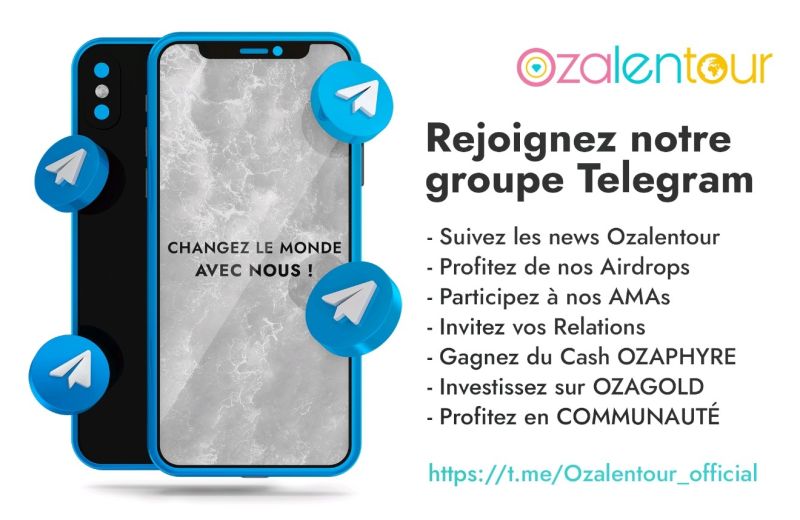 Ozalentour
Rejoignez notre
groupe Telegram
CHANGEZ LE MONDE
AVEC NOUS !
- Suivez les news Ozalentour
- Profitez de nos Airdrops
- Participez à nos AMAs
- Invitez vos Relations
- Gagnez du Cash OZAPHYRE
- Investissez sur OZAGOLD
- Profitez en COMMUNAUTÉ
https://t.me/Ozalentour_official